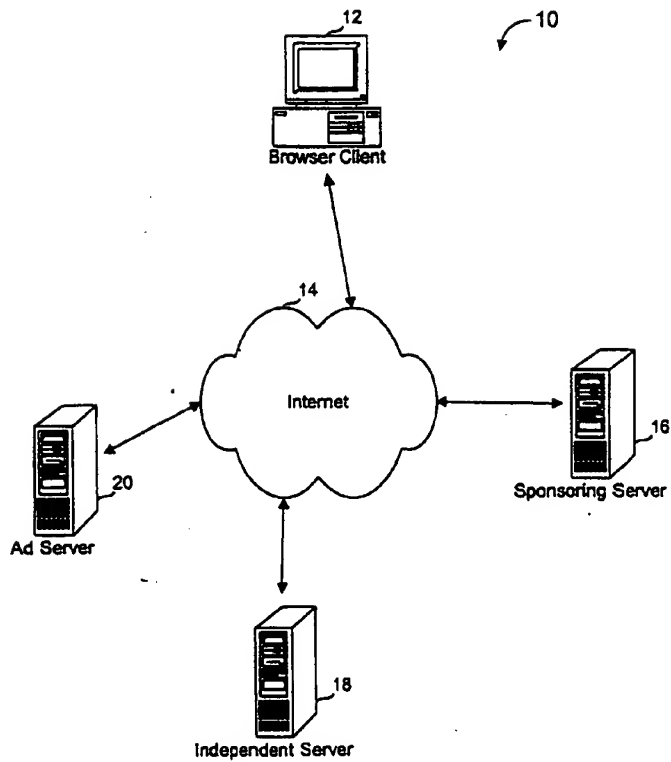 12
10
Browser Client
14
Internet
16
Sponsoring Server
20
Ad Server
18
Independent Server